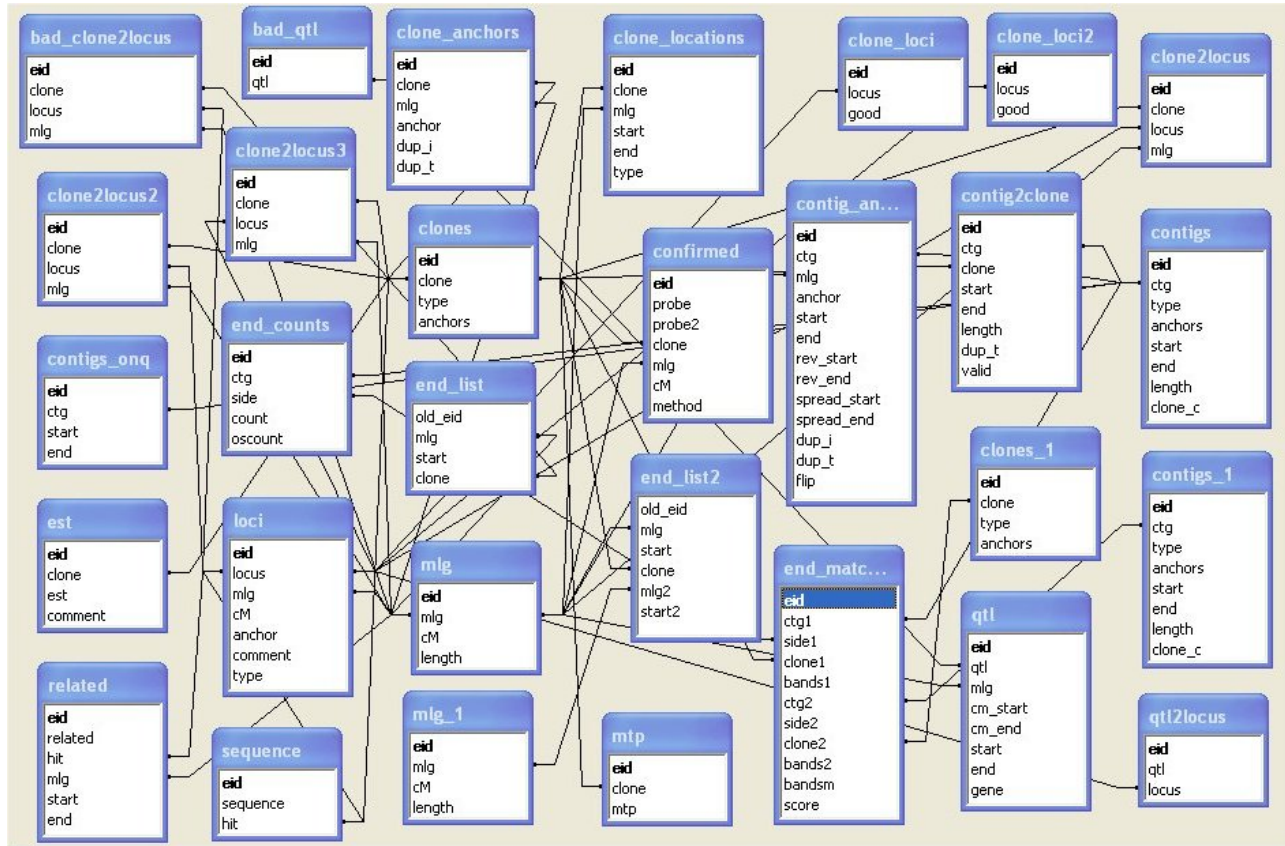 bad_clone2locus
eid
clone
locus
mlg
bad_qtl
eid
qtl
clone_anchors
eid
clone
mlg
anchor
dup_i
dup_t
clone_locations
eid
clone
mlg
start
end
type
clone_loci
eid
locus
good
clone_loci2
eid
locus
good
clone2locus
eid
clone
locus
mlg
clone2locus2
eid
clone
locus
mlg
clone2locus3
eid
clone
locus
mlg
clones
eid
clone
type
anchors
confirmed
eid
probe
probe2
clone
mlg
cM
method
contig_an...
eid
ctg
mlg
anchor
start
end
rev_start
rev_end
spread_start
spread_end
dup_i
dup_t
flip
contig2clone
eid
ctg
clone
start
end
length
dup_t
valid
contigs
eid
ctg
type
anchors
start
end
length
clone_c
contigs_onq
eid
ctg
start
end
end_counts
eid
ctg
side
count
oscount
end_list
old_eid
mlg
start
clone
end_list2
old_eid
mlg
start
clone
mlg2
start2
clones_1
eid
clone
type
anchors
contigs_1
eid
ctg
type
anchors
start
end
length
clone_c
est
eid
clone
est
comment
loci
eid
locus
mlg
cM
anchor
comment
type
mlg
eid
mlg
cM
length
end_matc...
eid
ctg1
side1
clone1
bands1
ctg2
side2
clone2
bands2
bandsm
score
qtl
eid
qtl
mlg
cm_start
cm_end
start
end
gene
related
eid
related
hit
mlg
start
end
sequence
eid
sequence
hit
mlg_1
eid
mlg
cM
length
mtp
eid
clone
mtp
qtl2locus
eid
qtl
locus